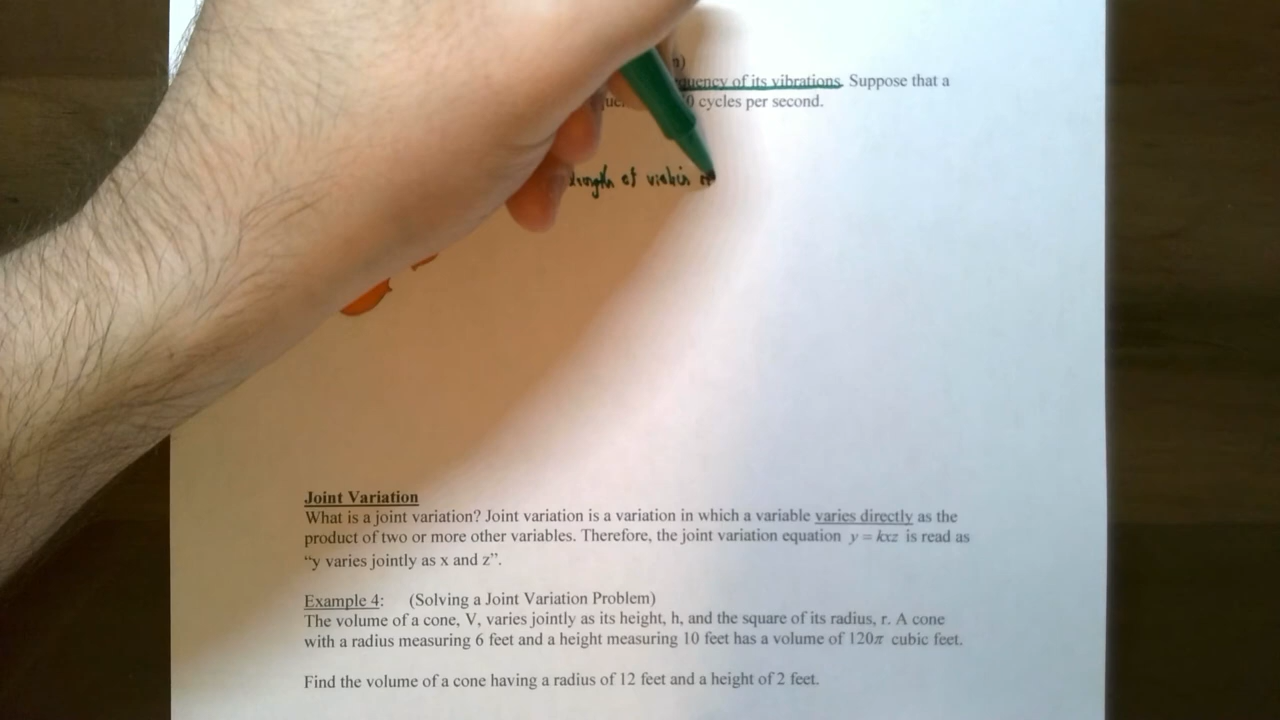 of its vibrations. Suppose that a
0 cycles per second.
of violin
Joint Variation
What is a joint variation? Joint variation is a variation in which a variable varies directly as the
product of two or more other variables. Therefore, the joint variation equation y = kxz is read as
“y varies jointly as x and z”.
Example 4: (Solving a Joint Variation Problem)
The volume of a cone, V, varies jointly as its height, h, and the square of its radius, r. A cone
with a radius measuring 6 feet and a height measuring 10 feet has a volume of 120π cubic feet.
Find the volume of a cone having a radius of 12 feet and a height of 2 feet.